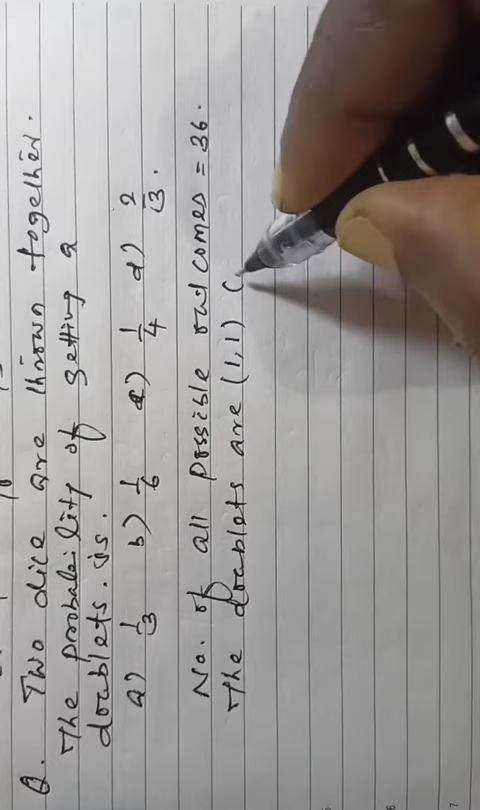 Q. Two dice are thrown together.
The probability of getting a
doublets. is.
a) 1/3 b) 1/6 c) 1/4 d) 2/13.
No. of all possible outcomes = 36.
The doublets are (1,1) (